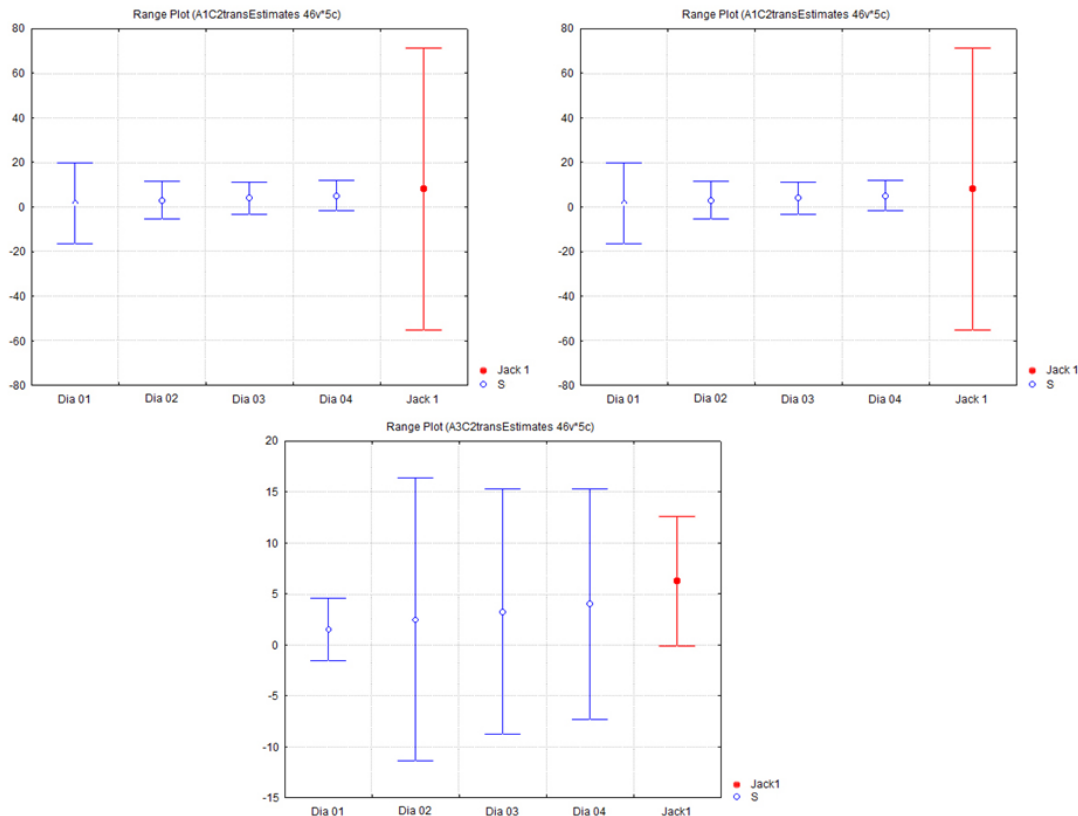 Range Plot (A1C2transEstimates 46v*5c)
80
60
40
20
0
-20
-40
-60
-80
Dia 01 Dia 02 Dia 03 Dia 04 Jack 1
Jack 1
S
Range Plot (A1C2transEstimates 46v*5c)
80
60
40
20
0
-20
-40
-60
-80
Dia 01 Dia 02 Dia 03 Dia 04 Jack 1
Jack 1
S
Range Plot (A3C2transEstimates 46v*5c)
20
15
10
5
0
-5
-10
-15
Dia 01 Dia 02 Dia 03 Dia 04 Jack1
Jack1
S